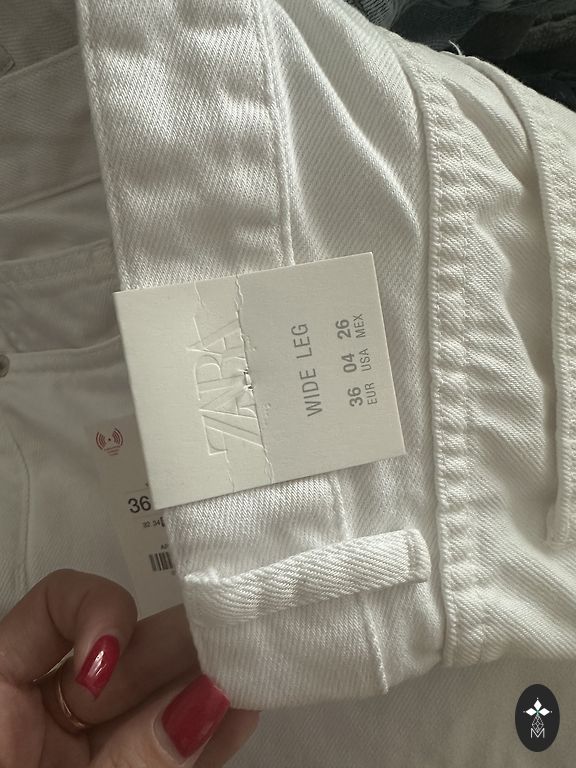 ZARA
WIDE LEG
36 04 26
EUR USA MEX
36
M